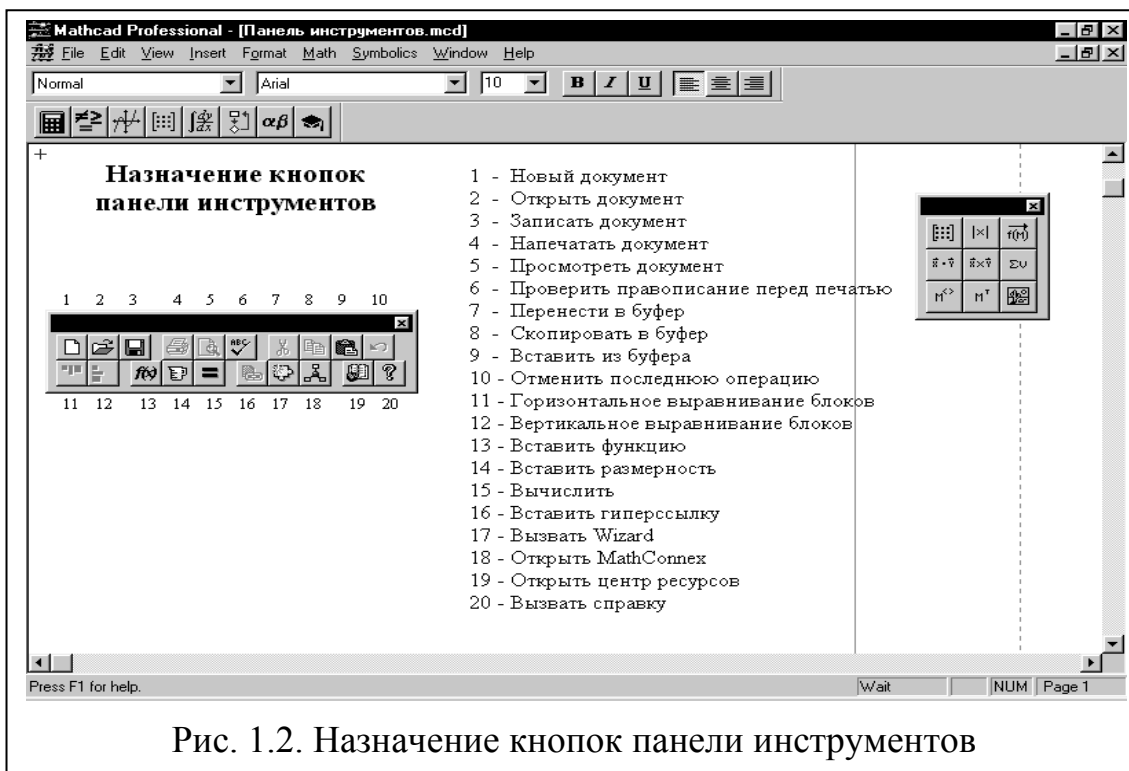 Mathcad Professional - [Панель инструментов.mcd]
File Edit View Insert Format Math Symbolics Window Help
Normal Arial 10 B I U
αβ
Назначение кнопок
панели инструментов
1 2 3 4 5 6 7 8 9 10
ABC
f(x) = ?
11 12 13 14 15 16 17 18 19 20
1 - Новый документ
2 - Открыть документ
3 - Записать документ
4 - Напечатать документ
5 - Просмотреть документ
6 - Проверить правописание перед печатью
7 - Перенести в буфер
8 - Скопировать в буфер
9 - Вставить из буфера
10 - Отменить последнюю операцию
11 - Горизонтальное выравнивание блоков
12 - Вертикальное выравнивание блоков
13 - Вставить функцию
14 - Вставить размерность
15 - Вычислить
16 - Вставить гиперссылку
17 - Вызвать Wizard
18 - Открыть MathConnex
19 - Открыть центр ресурсов
20 - Вызвать справку
|×| f(M)
Συ
M<> Mᵀ
Press F1 for help. Wait NUM Page 1
Рис. 1.2. Назначение кнопок панели инструментов